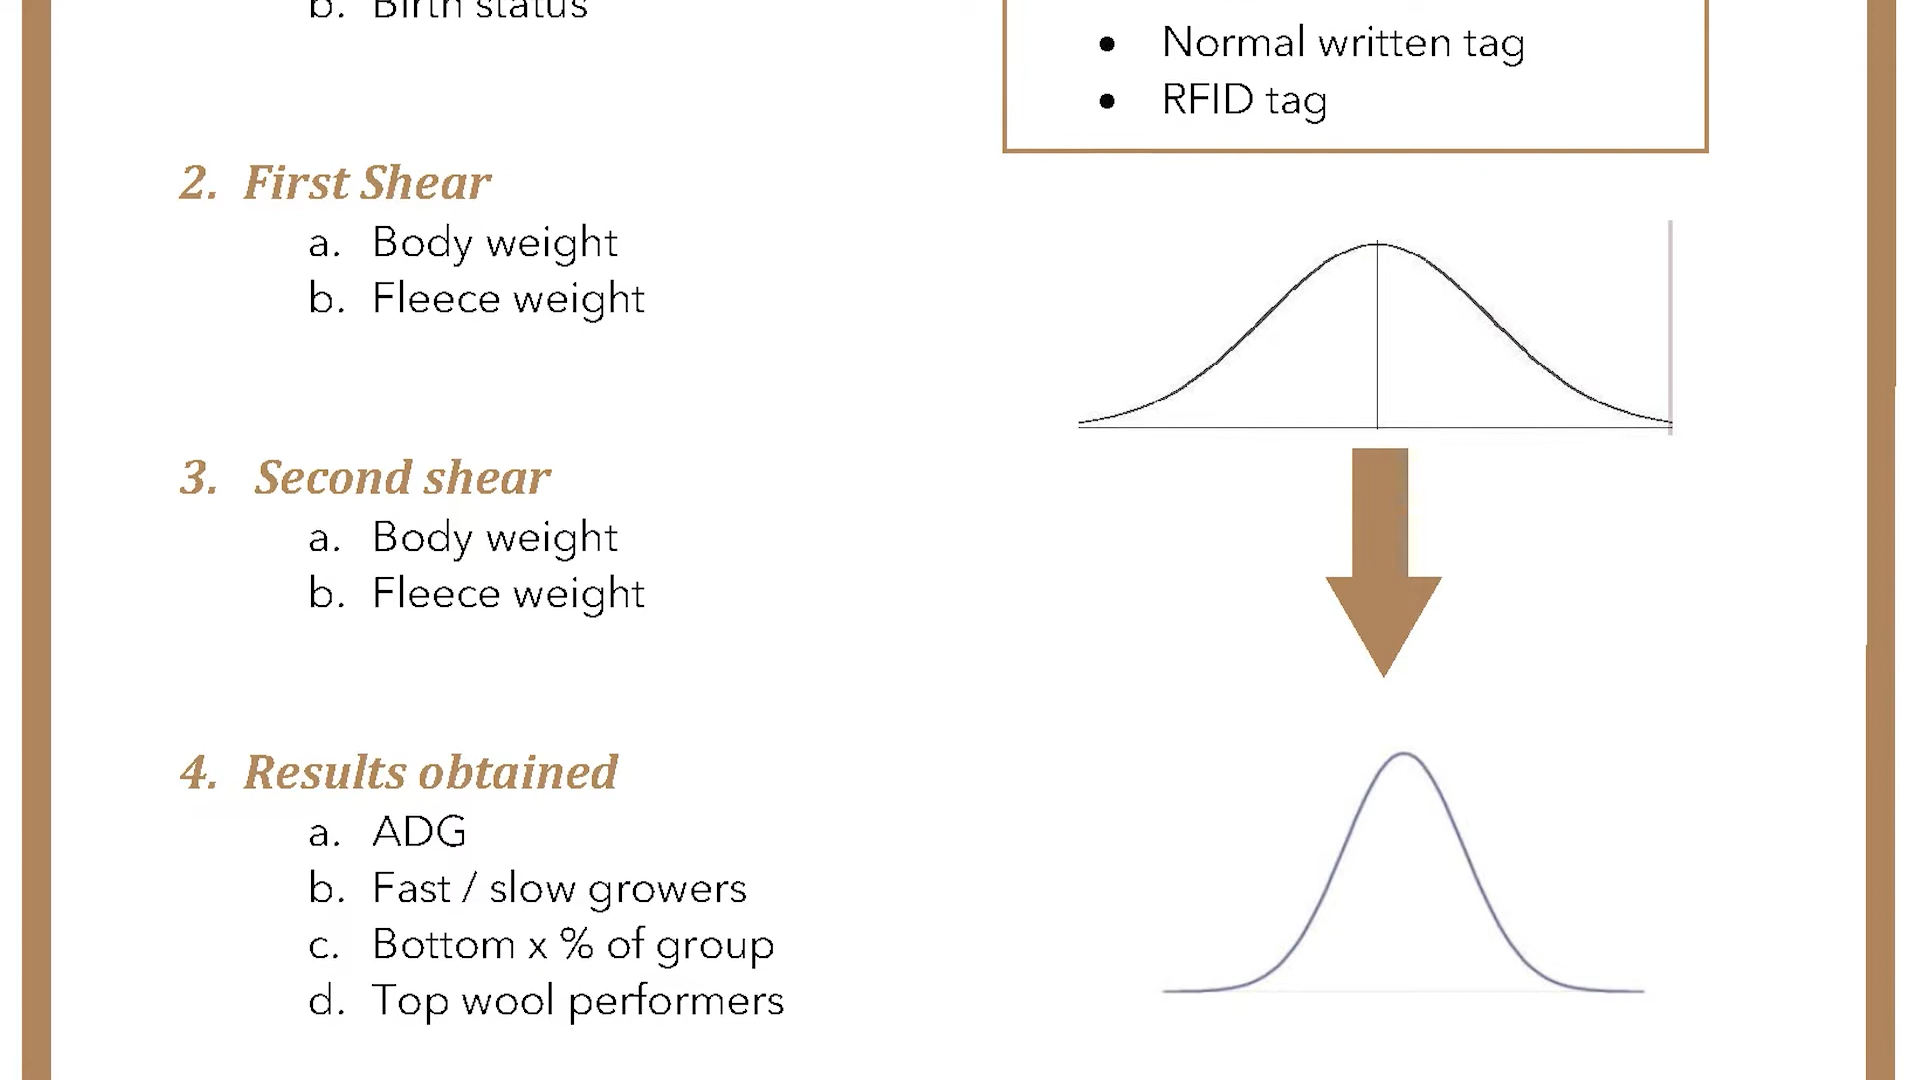 b. Birth status
• Normal written tag
• RFID tag
2. First Shear
a. Body weight
b. Fleece weight
3. Second shear
a. Body weight
b. Fleece weight
4. Results obtained
a. ADG
b. Fast / slow growers
c. Bottom x % of group
d. Top wool performers